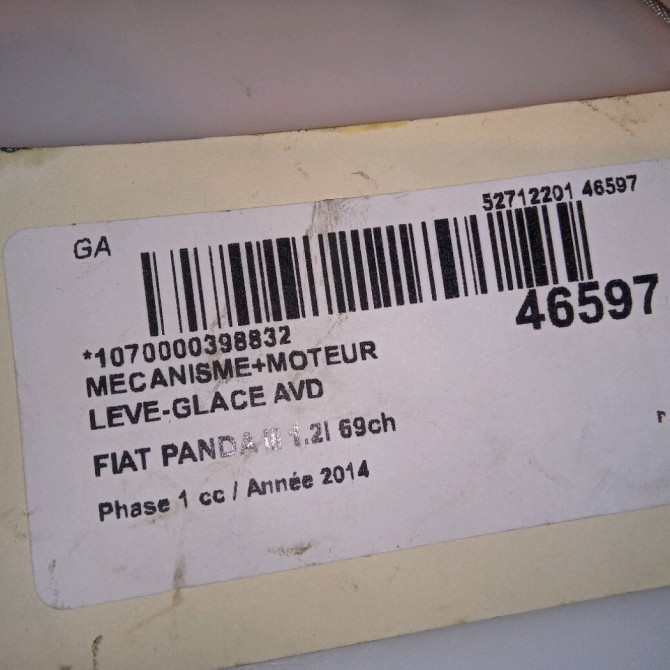 52712201 46597
GA
46597
*1070000398832
MECANISME+MOTEUR
LEVE-GLACE AVD
FIAT PANDA III 1.2l 69ch
Phase 1 cc / Année 2014